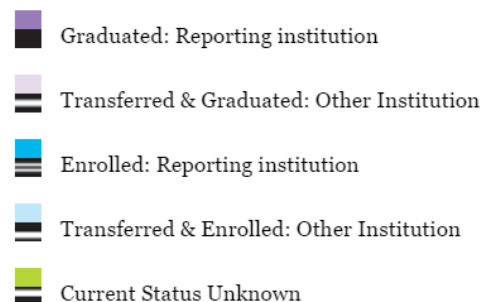 Graduated: Reporting institution
Transferred & Graduated: Other Institution
Enrolled: Reporting institution
Transferred & Enrolled: Other Institution
Current Status Unknown